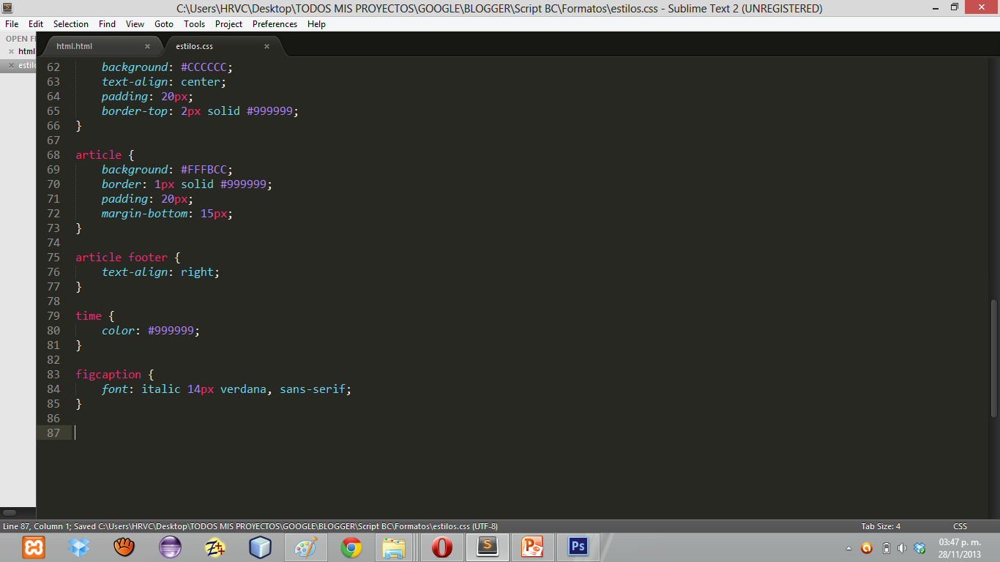 C:\Users\HRVC\Desktop\TODOS MIS PROYECTOS\GOOGLE\BLOGGER\Script BC\Formatos\estilos.css - Sublime Text 2 (UNREGISTERED)
File Edit Selection Find View Goto Tools Project Preferences Help
OPEN FI
html
estilo
html.html
estilos.css
62 background: #CCCCCC;
63 text-align: center;
64 padding: 20px;
65 border-top: 2px solid #999999;
66 }
67
68 article {
69 background: #FFFBCC;
70 border: 1px solid #999999;
71 padding: 20px;
72 margin-bottom: 15px;
73 }
74
75 article footer {
76 text-align: right;
77 }
78
79 time {
80 color: #999999;
81 }
82
83 figcaption {
84 font: italic 14px verdana, sans-serif;
85 }
86
87
Line 87, Column 1; Saved C:\Users\HRVC\Desktop\TODOS MIS PROYECTOS\GOOGLE\BLOGGER\Script BC\Formatos\estilos.css (UTF-8)
Tab Size: 4
CSS
Z
S
P
Ps
03:47 p. m.
28/11/2013